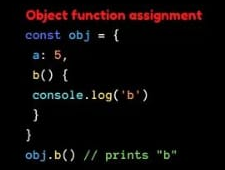 Object function assignment
const obj = {
a: 5,
b() {
console.log('b')
}
}
obj.b() // prints "b"